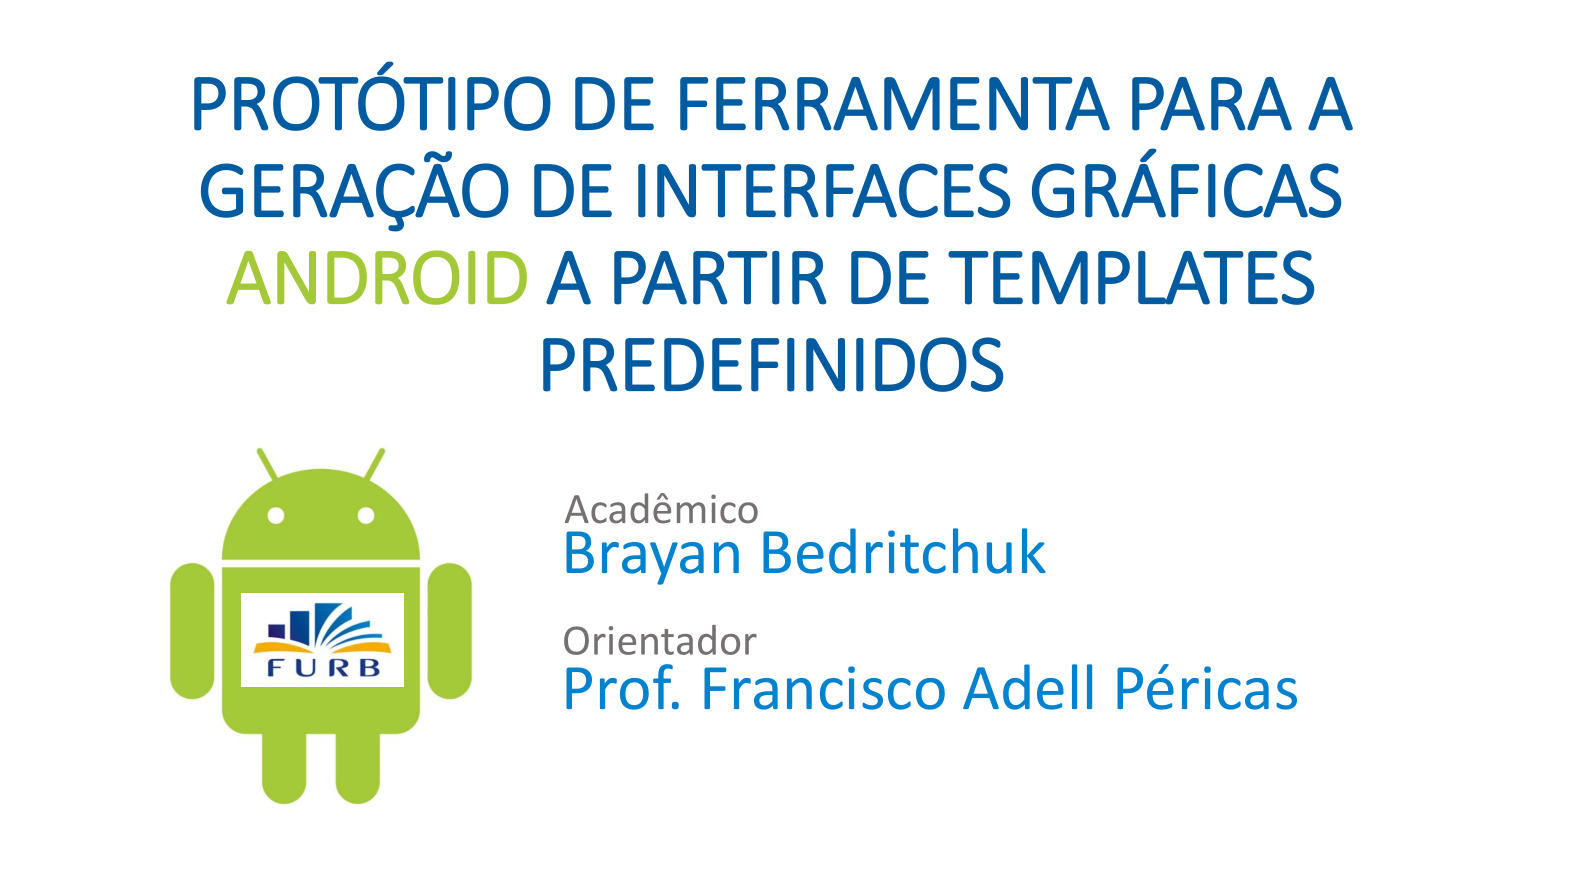 PROTÓTIPO DE FERRAMENTA PARA A
GERAÇÃO DE INTERFACES GRÁFICAS
ANDROID A PARTIR DE TEMPLATES
PREDEFINIDOS
Acadêmico
Brayan Bedritchuk
FURB
Orientador
Prof. Francisco Adell Péricas